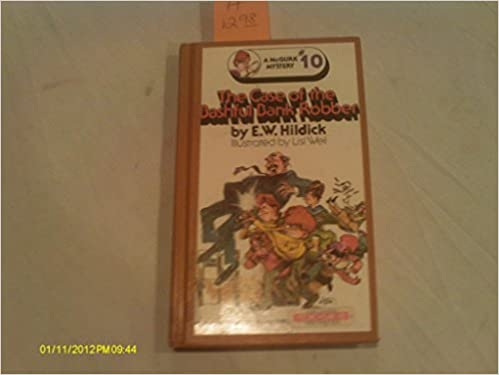 H
1298
A McGURK
MYSTERY
#10
The Case of the
Bashful Bank Robber
by E.W. Hildick
Illustrated by Lisl Weil
01/11/2012 PM 09:44